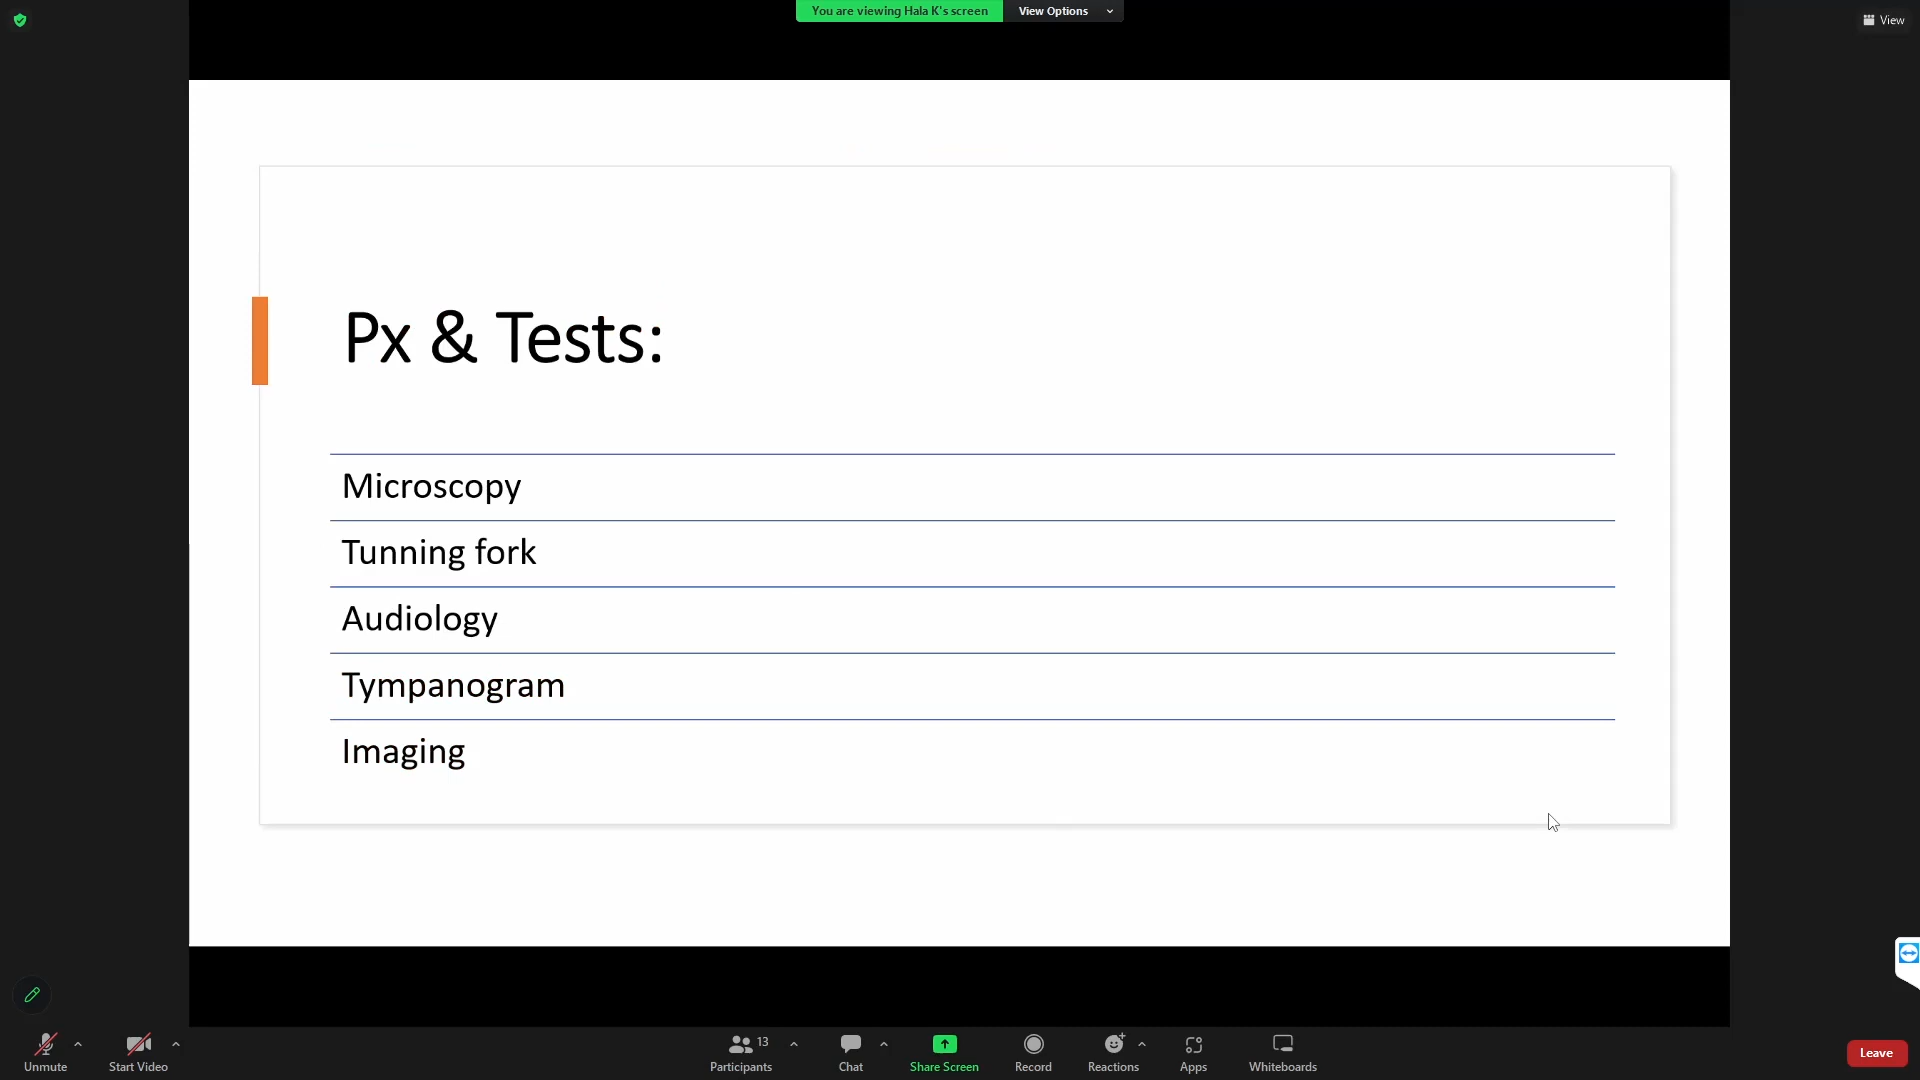 You are viewing Hala K's screen
View Options
View
Px & Tests:
Microscopy
Tunning fork
Audiology
Tympanogram
Imaging
Unmute
Start Video
13
Participants
Chat
Share Screen
Record
Reactions
Apps
Whiteboards
Leave